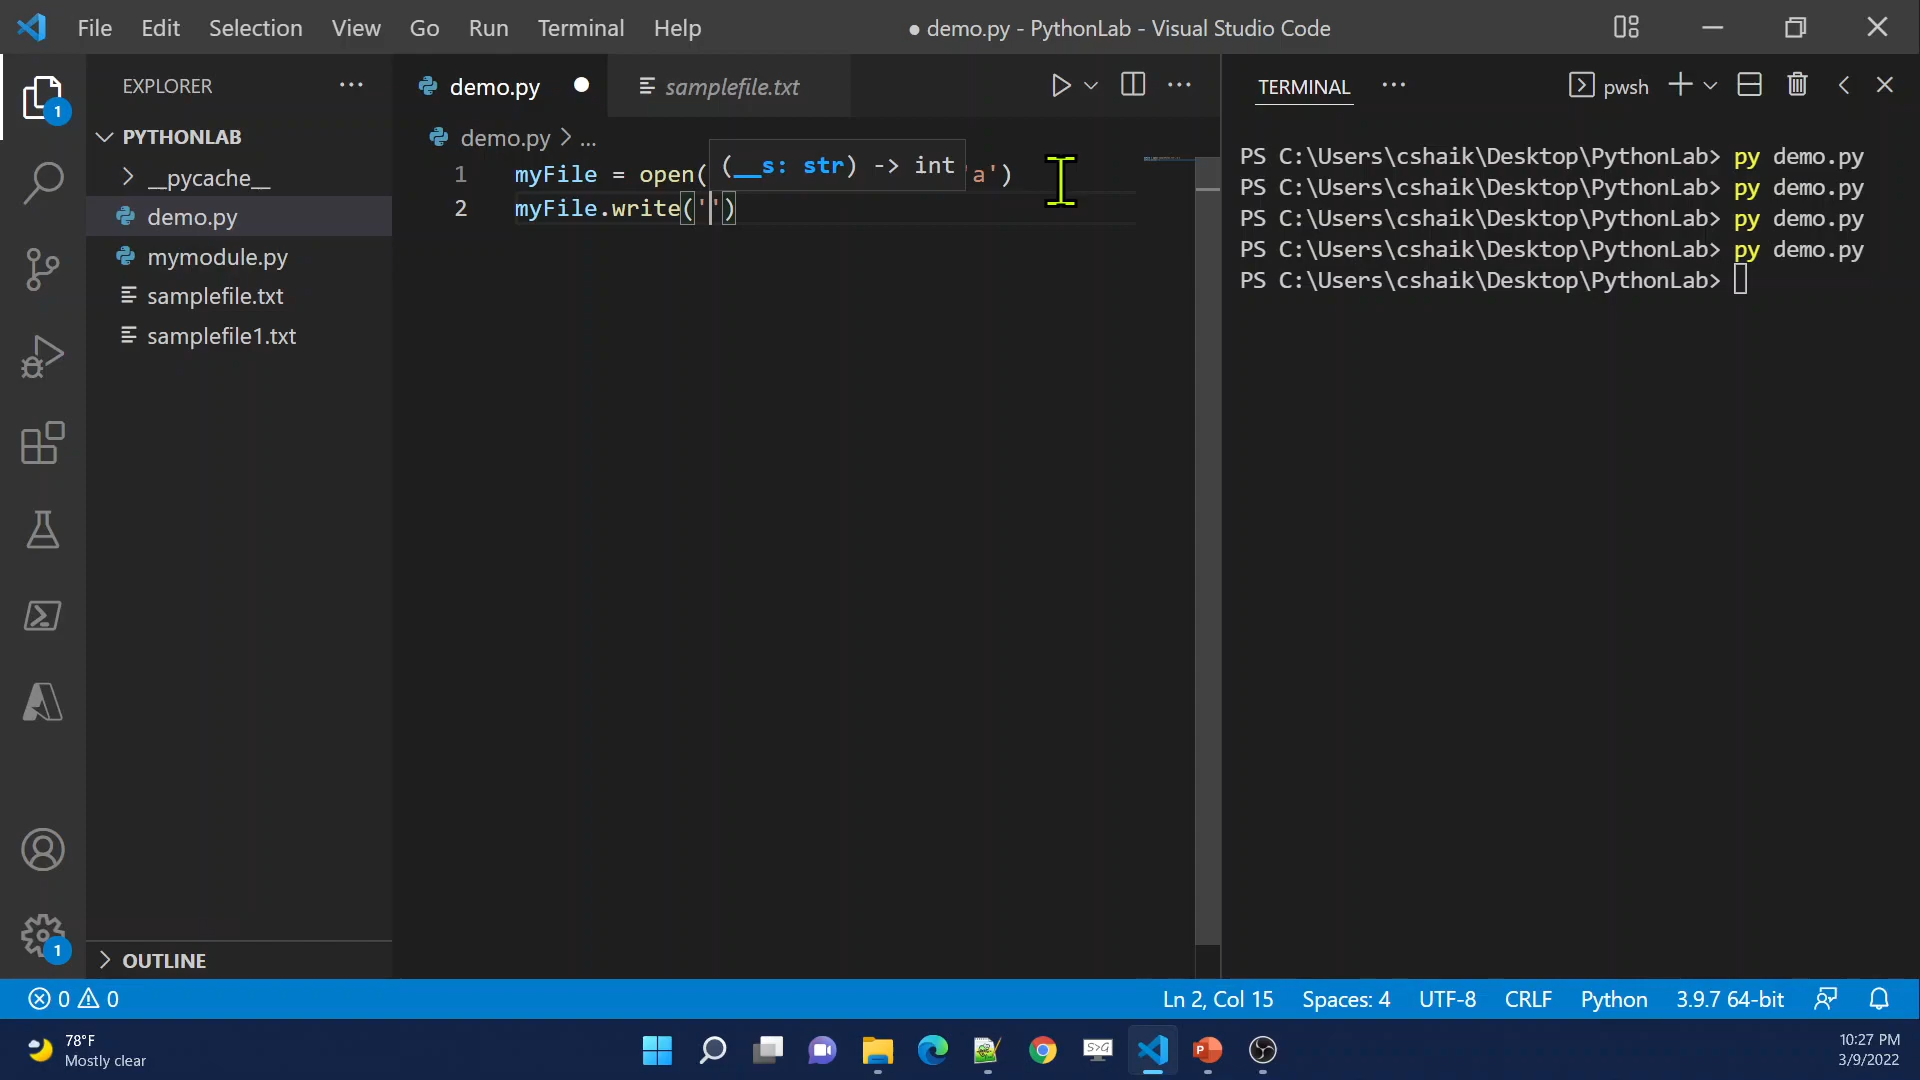 File Edit Selection View Go Run Terminal Help
● demo.py - PythonLab - Visual Studio Code
EXPLORER ...
1
PYTHONLAB
__pycache__
demo.py
mymodule.py
samplefile.txt
samplefile1.txt
OUTLINE
1
demo.py
samplefile.txt
demo.py > ...
(__s: str) -> int
1 myFile = open( a')
2 myFile.write('')
TERMINAL ...
pwsh
PS C:\Users\cshaik\Desktop\PythonLab> py demo.py
PS C:\Users\cshaik\Desktop\PythonLab> py demo.py
PS C:\Users\cshaik\Desktop\PythonLab> py demo.py
PS C:\Users\cshaik\Desktop\PythonLab> py demo.py
PS C:\Users\cshaik\Desktop\PythonLab>
0 0
Ln 2, Col 15 Spaces: 4 UTF-8 CRLF Python 3.9.7 64-bit
78°F
Mostly clear
S>G
P
10:27 PM
3/9/2022